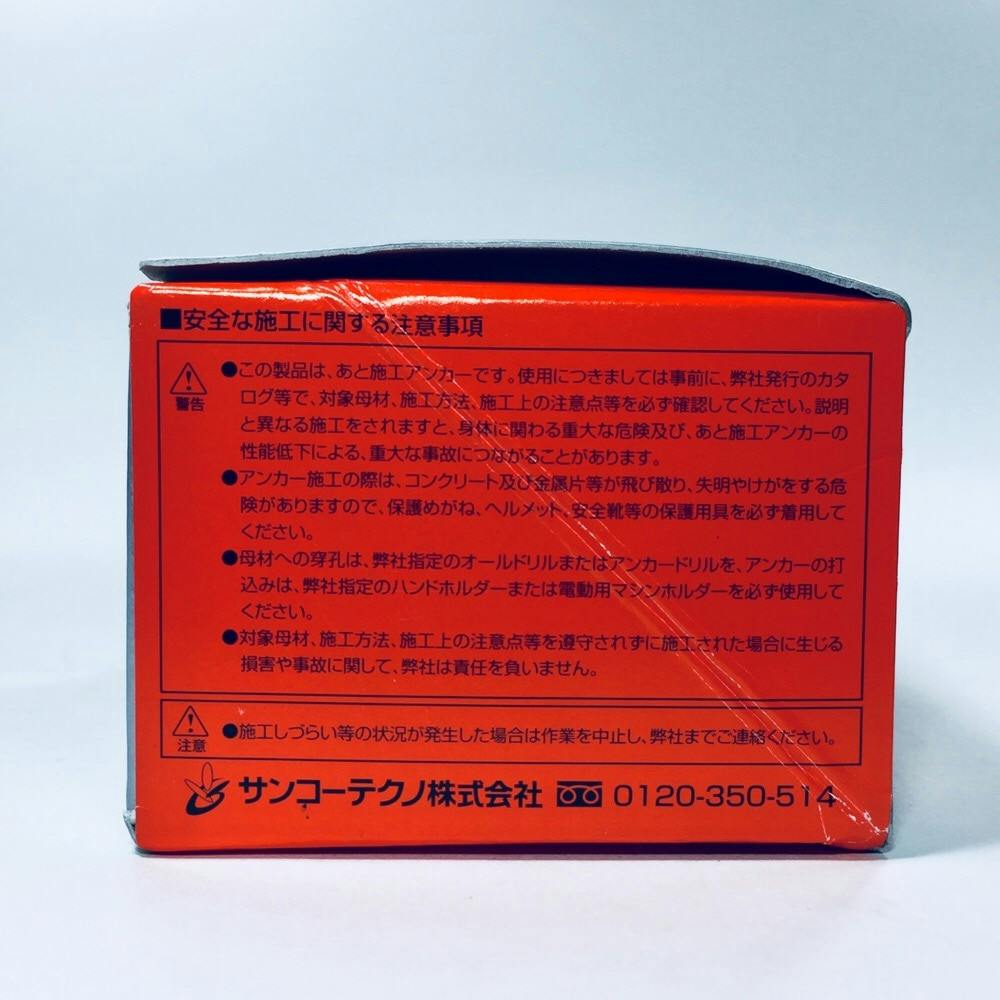 ■安全な施工に関する注意事項
警告
●この製品は、あと施工アンカーです。使用につきましては事前に、弊社発行のカタ
ログ等で、対象母材、施工方法、施工上の注意点等を必ず確認してください。説明
と異なる施工をされますと、身体に関わる重大な危険及び、あと施工アンカーの
性能低下による、重大な事故につながることがあります。
●アンカー施工の際は、コンクリート及び金属片等が飛び散り、失明やけがをする危
険がありますので、保護めがね、ヘルメット、安全靴等の保護用具を必ず着用して
ください。
●母材への穿孔は、弊社指定のオールドリルまたはアンカードリルを、アンカーの打
込みは、弊社指定のハンドホルダーまたは電動用マシンホルダーを必ず使用して
ください。
●対象母材、施工方法、施工上の注意点等を遵守されずに施工された場合に生じる
損害や事故に関して、弊社は責任を負いません。
注意
●施工しづらい等の状況が発生した場合は作業を中止し、弊社までご連絡ください。
サンコーテクノ株式会社 0120-350-514